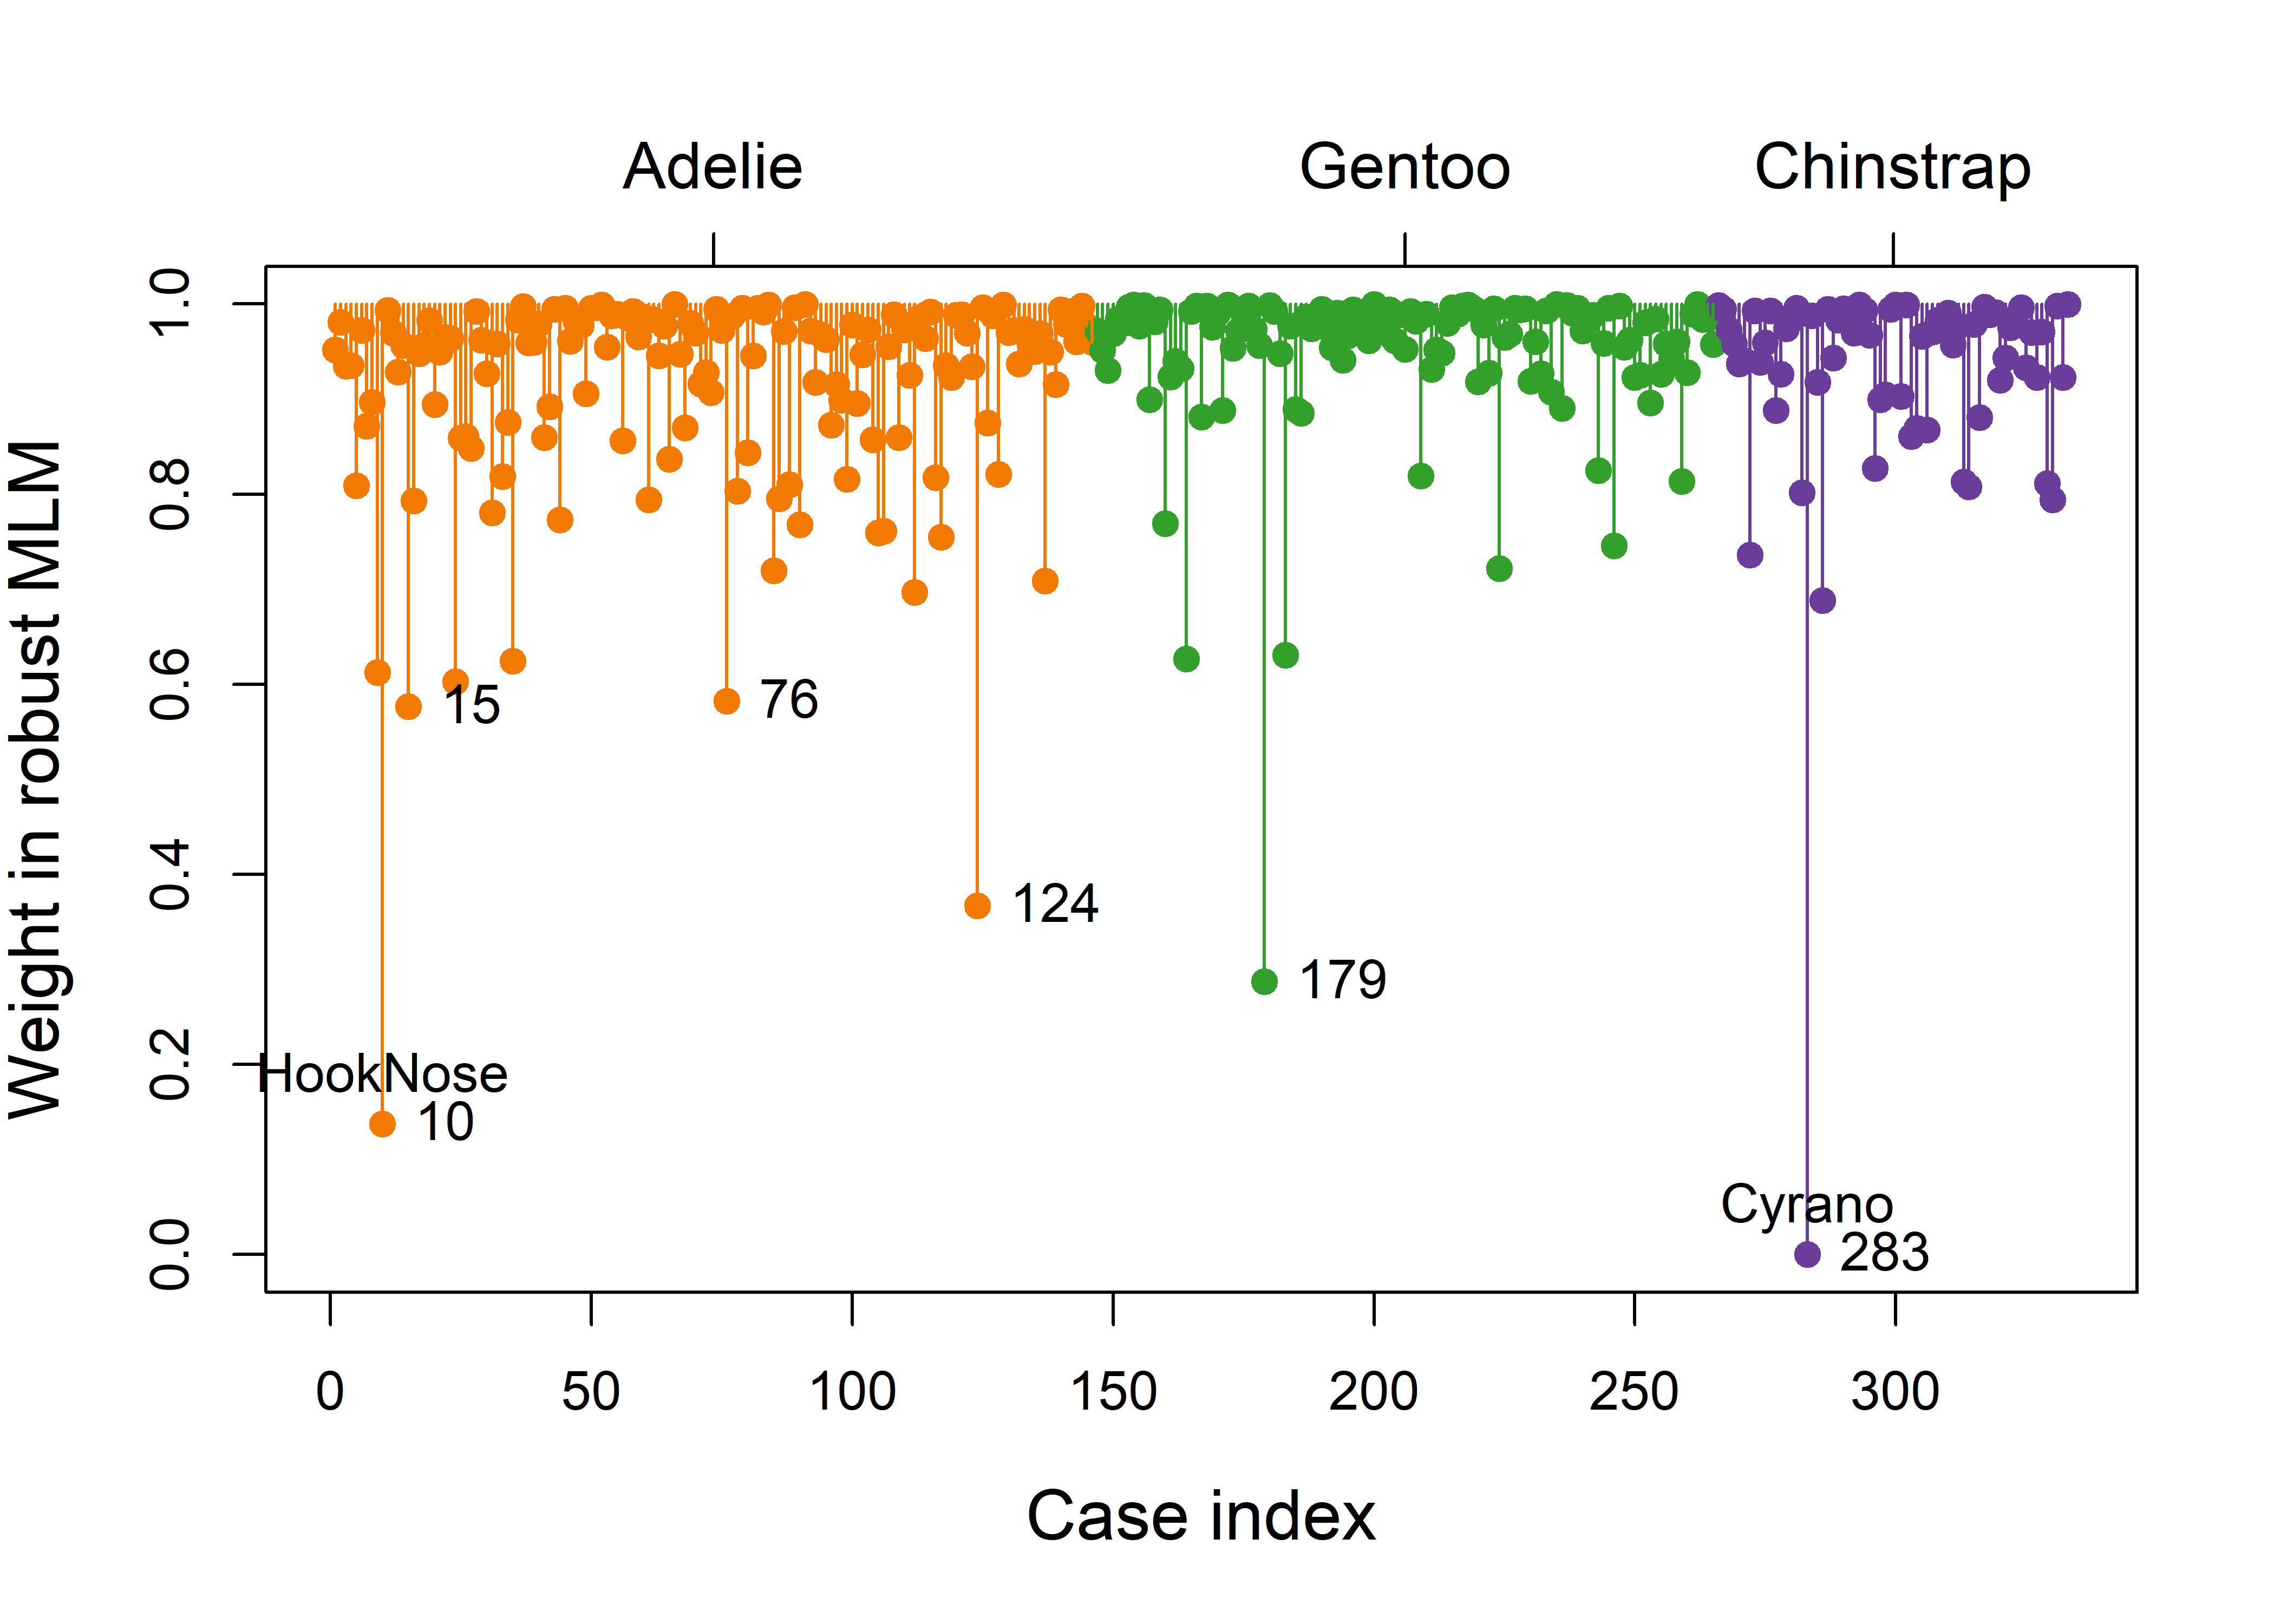 Adelie Gentoo Chinstrap
Weight in robust MLM
1.0
0.8
0.6
0.4
0.2
0.0
15
76
124
179
HookNose
10
Cyrano
283
0 50 100 150 200 250 300
Case index